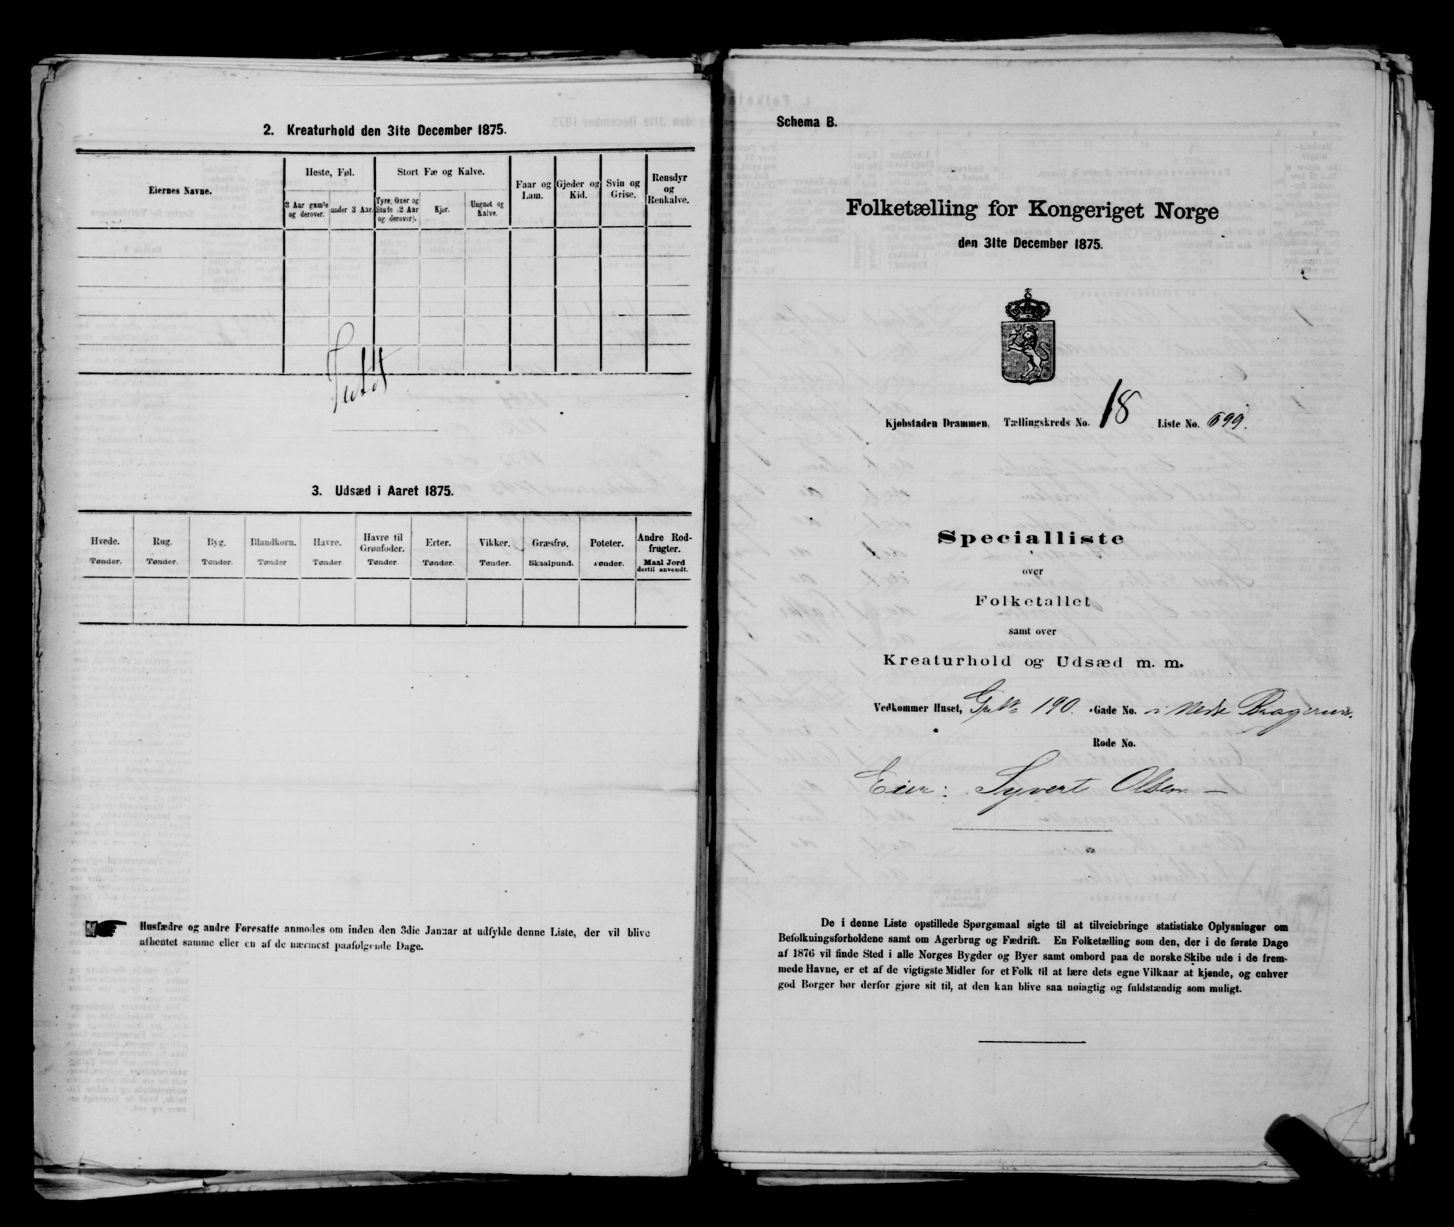 2. Kreaturhold den 31te December 1875.
Eiernes Navne.
Heste, Føl.
Stort Fæ og Kalve.
Faar og Lam.
Gjeder og Kid.
Svin og Grise.
Rensdyr og Renkalve.
3 Aar gamle og derover.
under 3 Aar.
Tyre, Oxer og Stude (2 Aar og derover).
Kjør.
Ungnøt og Kalve.
3. Udsæd i Aaret 1875.
Hvede. Rug. Byg. Blandkorn. Havre. Havre til Grønfoder. Erter. Vikker. Græsfrø. Poteter. Andre Rodfrugter.
Tønder. Tønder. Tønder. Tønder Tønder Tønder. Tønder. Tønder. Skaalpund. Tønder. Maal Jord dertil anvendt.
Husfædre og andre Foresatte anmodes om inden den 3die Januar at udfylde denne Liste, der vil blive
afhentet samme eller en af de nærmest paafølgende Dage.
Schema B.
Folketælling for Kongeriget Norge
den 31te December 1875.
Kjøbstaden Drammen, Tællingskreds No. 18 Liste No. 699.
Specialliste
over
Folketallet
samt over
Kreaturhold og Udsæd m. m.
Vedkommer Huset, 190. Gade No. i Nedre Bragernes.
Rode No.
Eier: Syvert Olsen —
De i denne Liste opstillede Spørgsmaal sigte til at tilveiebringe statistiske Oplysninger om
Befolkningsforholdene samt om Agerbrug og Fædrift. En Folketælling som den, der i de første Dage
af 1876 vil finde Sted i alle Norges Bygder og Byer samt ombord paa de norske Skibe ude i de frem-
mede Havne, er et af de vigtigste Midler for et Folk til at lære dets egne Vilkaar at kjende, og enhver
god Borger bør derfor gjøre sit til, at den kan blive saa nøiagtig og fuldstændig som muligt.